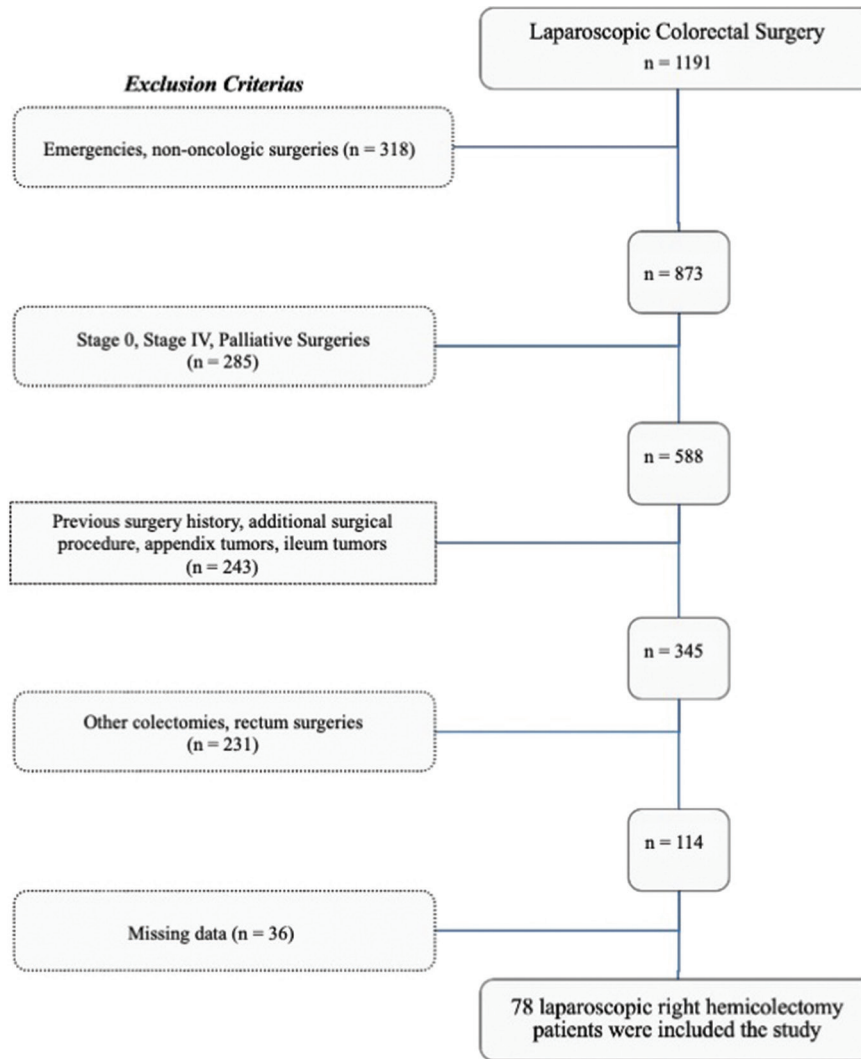 Laparoscopic Colorectal Surgery
n = 1191
Exclusion Criterias
Emergencies, non-oncologic surgeries (n = 318)
n = 873
Stage 0, Stage IV, Palliative Surgeries
(n = 285)
n = 588
Previous surgery history, additional surgical
procedure, appendix tumors, ileum tumors
(n = 243)
n = 345
Other colectomies, rectum surgeries
(n = 231)
n = 114
Missing data (n = 36)
78 laparoscopic right hemicolectomy
patients were included the study